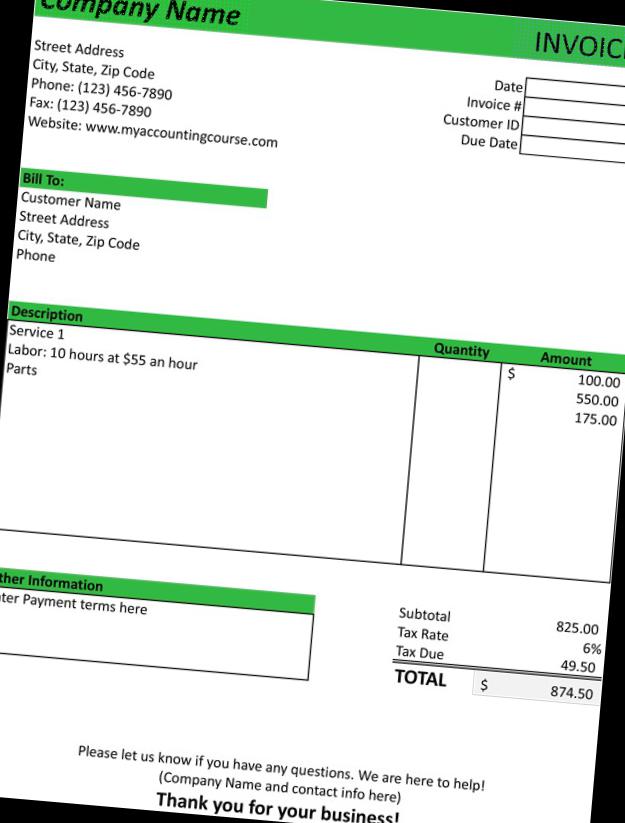 Company Name
INVOIC
Street Address
City, State, Zip Code
Phone: (123) 456-7890
Fax: (123) 456-7890
Website: www.myaccountingcourse.com
Date
Invoice #
Customer ID
Due Date
Bill To:
Customer Name
Street Address
City, State, Zip Code
Phone
Description Quantity Amount
Service 1 $ 100.00
Labor: 10 hours at $55 an hour 550.00
Parts 175.00
ther Information
ter Payment terms here
Subtotal 825.00
Tax Rate 6%
Tax Due 49.50
TOTAL $ 874.50
Please let us know if you have any questions. We are here to help!
(Company Name and contact info here)
Thank you for your business!